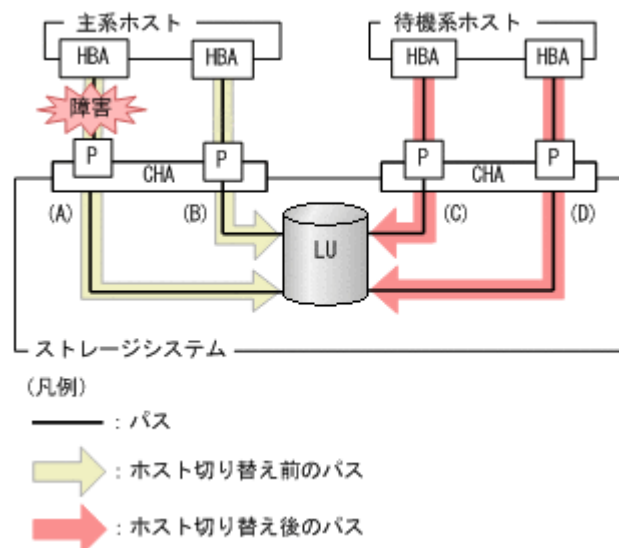 主系ホスト
待機系ホスト
HBA
HBA
HBA
HBA
障害
P
P
P
P
CHA
CHA
(A)
(B)
(C)
(D)
LU
ストレージシステム
(凡例)
：パス
：ホスト切り替え前のパス
：ホスト切り替え後のパス